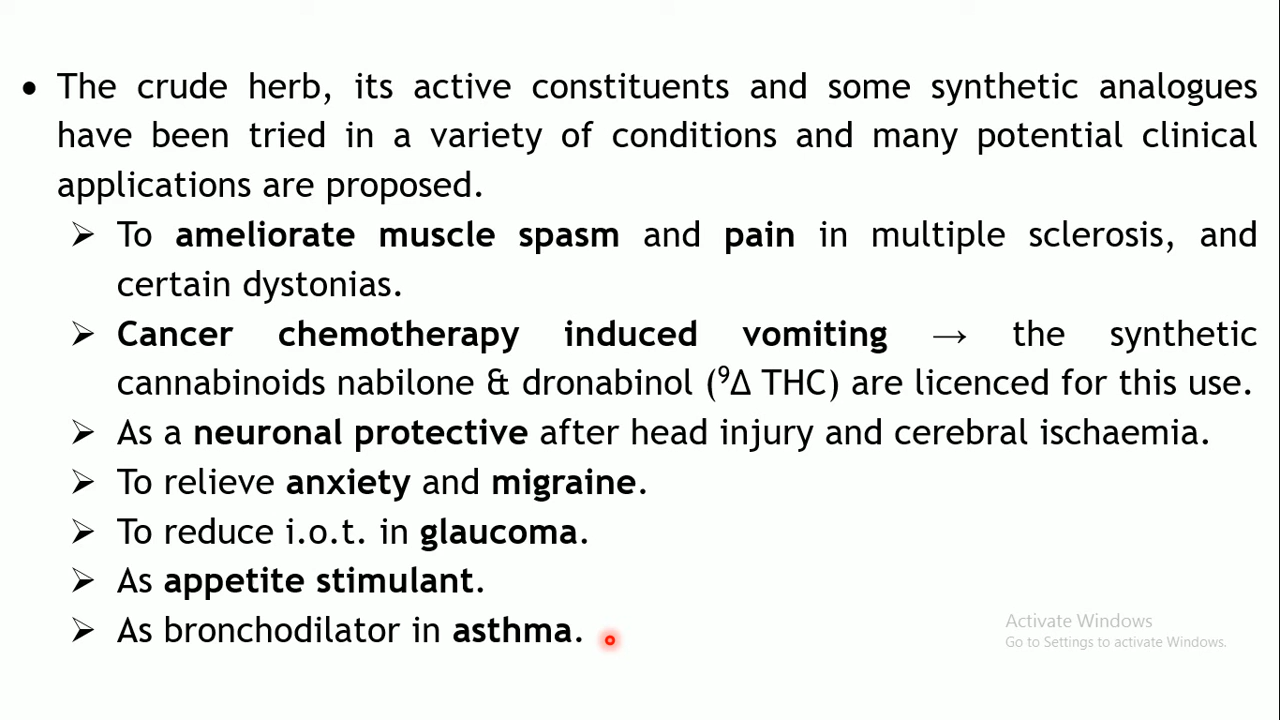 • The crude herb, its active constituents and some synthetic analogues
have been tried in a variety of conditions and many potential clinical
applications are proposed.
➢ To ameliorate muscle spasm and pain in multiple sclerosis, and
certain dystonias.
➢ Cancer chemotherapy induced vomiting → the synthetic
cannabinoids nabilone & dronabinol (⁹Δ THC) are licenced for this use.
➢ As a neuronal protective after head injury and cerebral ischaemia.
➢ To relieve anxiety and migraine.
➢ To reduce i.o.t. in glaucoma.
➢ As appetite stimulant.
➢ As bronchodilator in asthma.
Activate Windows
Go to Settings to activate Windows.